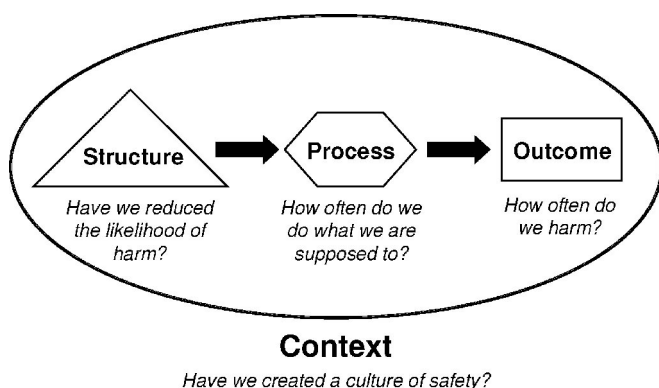 Structure
Process
Outcome
Have we reduced
the likelihood of
harm?
How often do we
do what we are
supposed to?
How often do
we harm?
Context
Have we created a culture of safety?